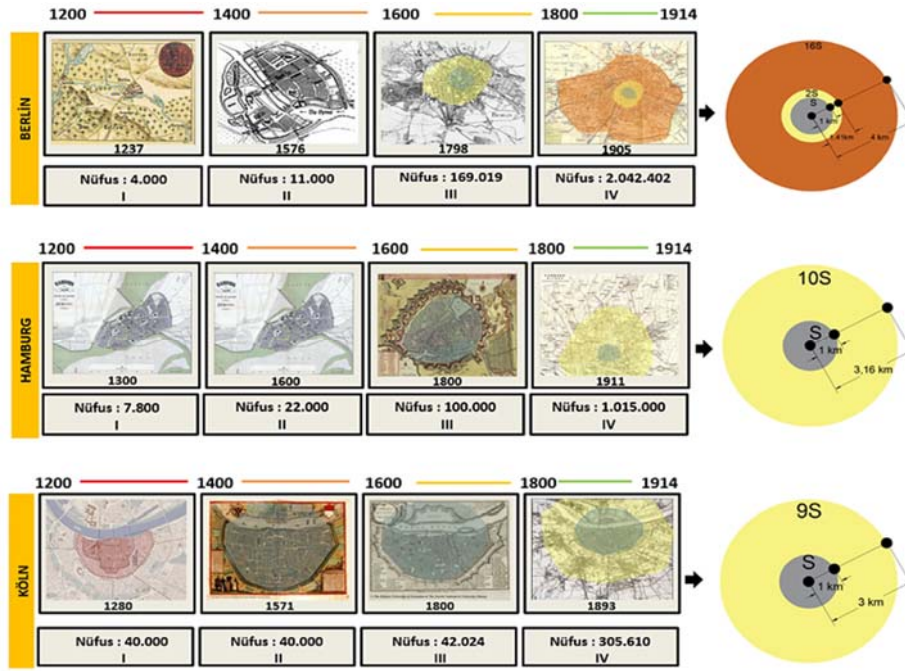 1200 1400 1600 1800 1914
BERLİN
1237 1576 1798 1905
Nüfus : 4.000
I
Nüfus : 11.000
II
Nüfus : 169.019
III
Nüfus : 2.042.402
IV
16S
2S
S
1 km
4 km
1200 1400 1600 1800 1914
HAMBURG
1300 1600 1800 1911
Nüfus : 7.800
I
Nüfus : 22.000
II
Nüfus : 100.000
III
Nüfus : 1.015.000
IV
10S
S
1 km
3,16 km
1200 1400 1600 1800 1914
KÖLN
1280 1571 1800 1893
Nüfus : 40.000
I
Nüfus : 40.000
II
Nüfus : 42.024
III
Nüfus : 305.610
IV
9S
S
1 km
3 km